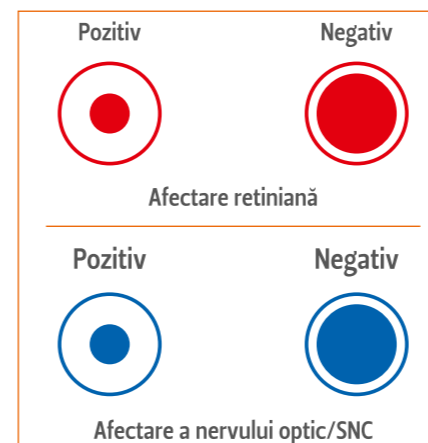 Pozitiv Negativ
Afectare retiniană
Pozitiv Negativ
Afectare a nervului optic/SNC